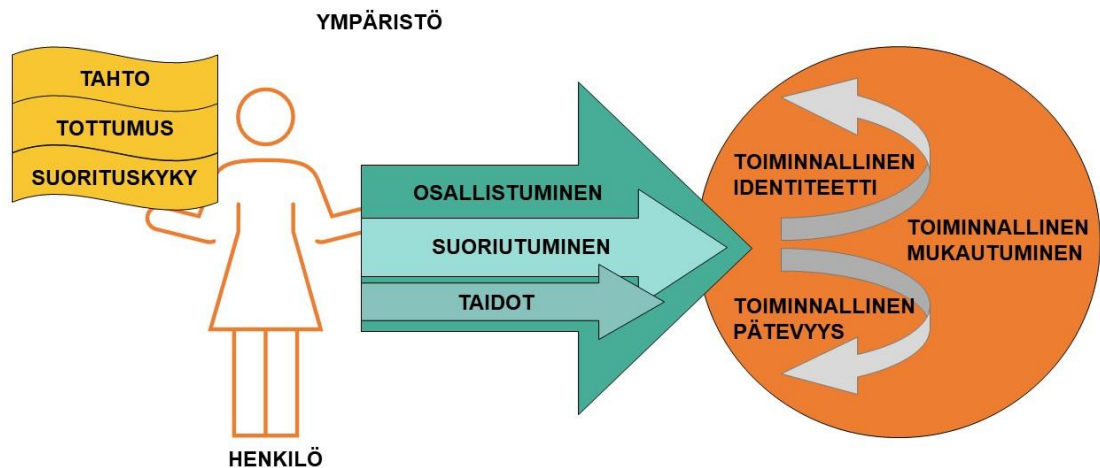 YMPÄRISTÖ
TAHTO
TOTTUMUS
SUORITUSKYKY
HENKILÖ
OSALLISTUMINEN
SUORIUTUMINEN
TAIDOT
TOIMINNALLINEN
IDENTITEETTI
TOIMINNALLINEN
MUKAUTUMINEN
TOIMINNALLINEN
PÄTEVYYS